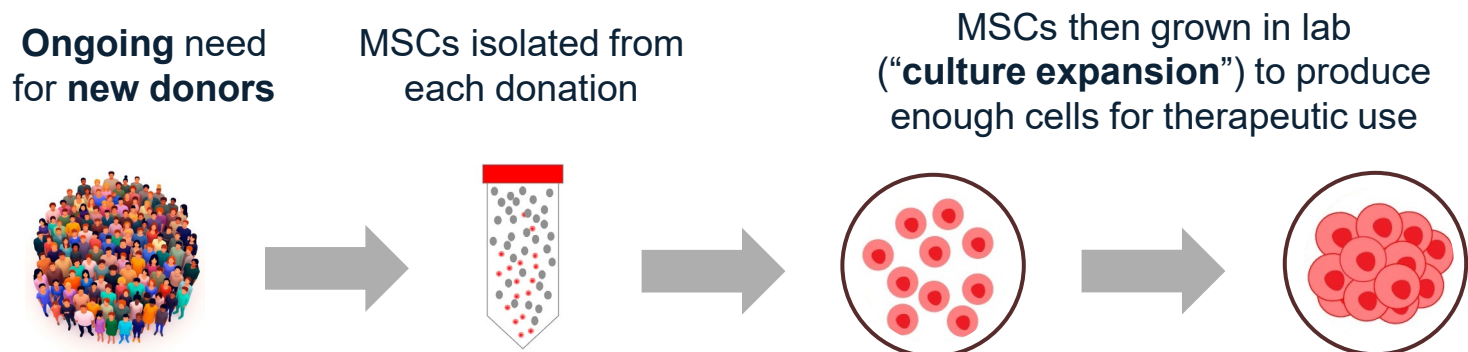 Ongoing need
for new donors
MSCs isolated from
each donation
MSCs then grown in lab
(“culture expansion”) to produce
enough cells for therapeutic use